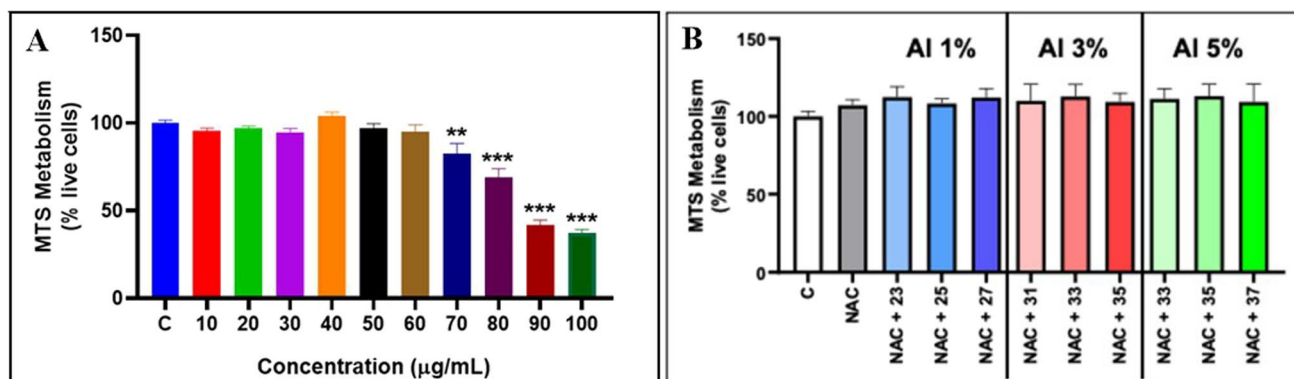 A
150
100
50
0
MTS Metabolism
(% live cells)
**
***
***
***
C 10 20 30 40 50 60 70 80 90 100
Concentration (μg/mL)
B
Al 1% Al 3% Al 5%
150
100
50
0
MTS Metabolism
(% live cells)
C
NAC
NAC + 23
NAC + 25
NAC + 27
NAC + 31
NAC + 33
NAC + 35
NAC + 33
NAC + 35
NAC + 37